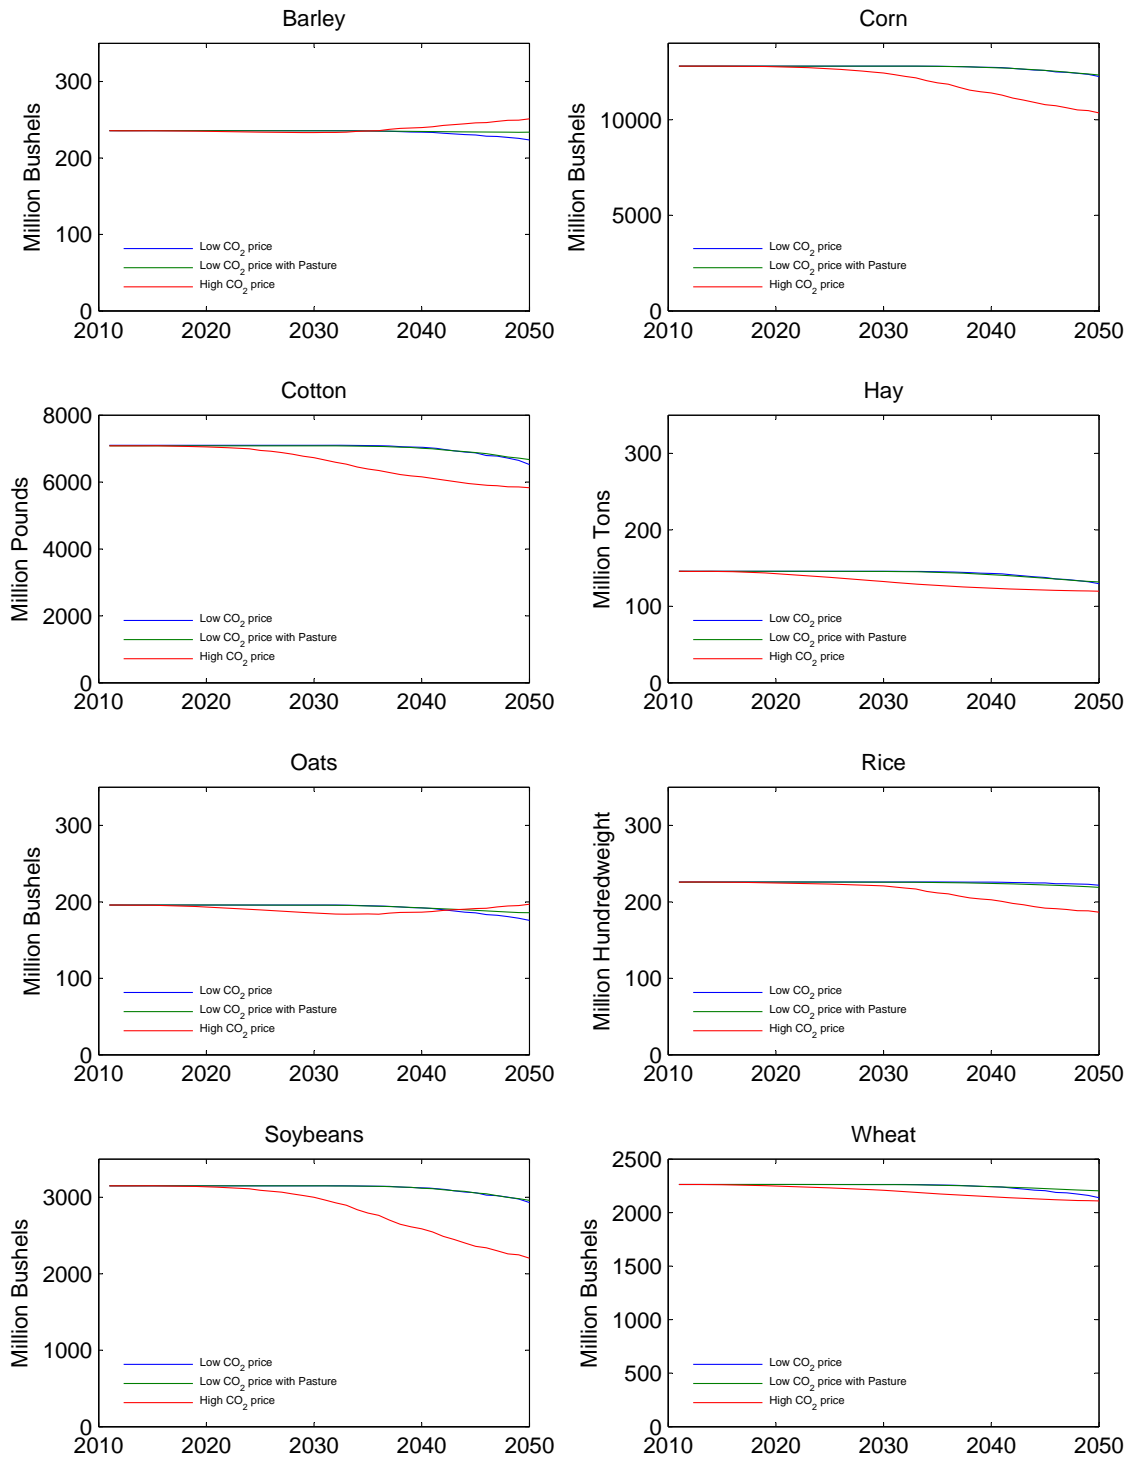 Barley
Million Bushels
300
200
100
0
Low CO2 price
Low CO2 price with Pasture
High CO2 price
2010 2020 2030 2040 2050
Corn
Million Bushels
10000
5000
0
Low CO2 price
Low CO2 price with Pasture
High CO2 price
2010 2020 2030 2040 2050
Cotton
Million Pounds
8000
6000
4000
2000
0
Low CO2 price
Low CO2 price with Pasture
High CO2 price
2010 2020 2030 2040 2050
Hay
Million Tons
300
200
100
0
Low CO2 price
Low CO2 price with Pasture
High CO2 price
2010 2020 2030 2040 2050
Oats
Million Bushels
300
200
100
0
Low CO2 price
Low CO2 price with Pasture
High CO2 price
2010 2020 2030 2040 2050
Rice
Million Hundredweight
300
200
100
0
Low CO2 price
Low CO2 price with Pasture
High CO2 price
2010 2020 2030 2040 2050
Soybeans
Million Bushels
3000
2000
1000
0
Low CO2 price
Low CO2 price with Pasture
High CO2 price
2010 2020 2030 2040 2050
Wheat
Million Bushels
2500
2000
1500
1000
500
0
Low CO2 price
Low CO2 price with Pasture
High CO2 price
2010 2020 2030 2040 2050